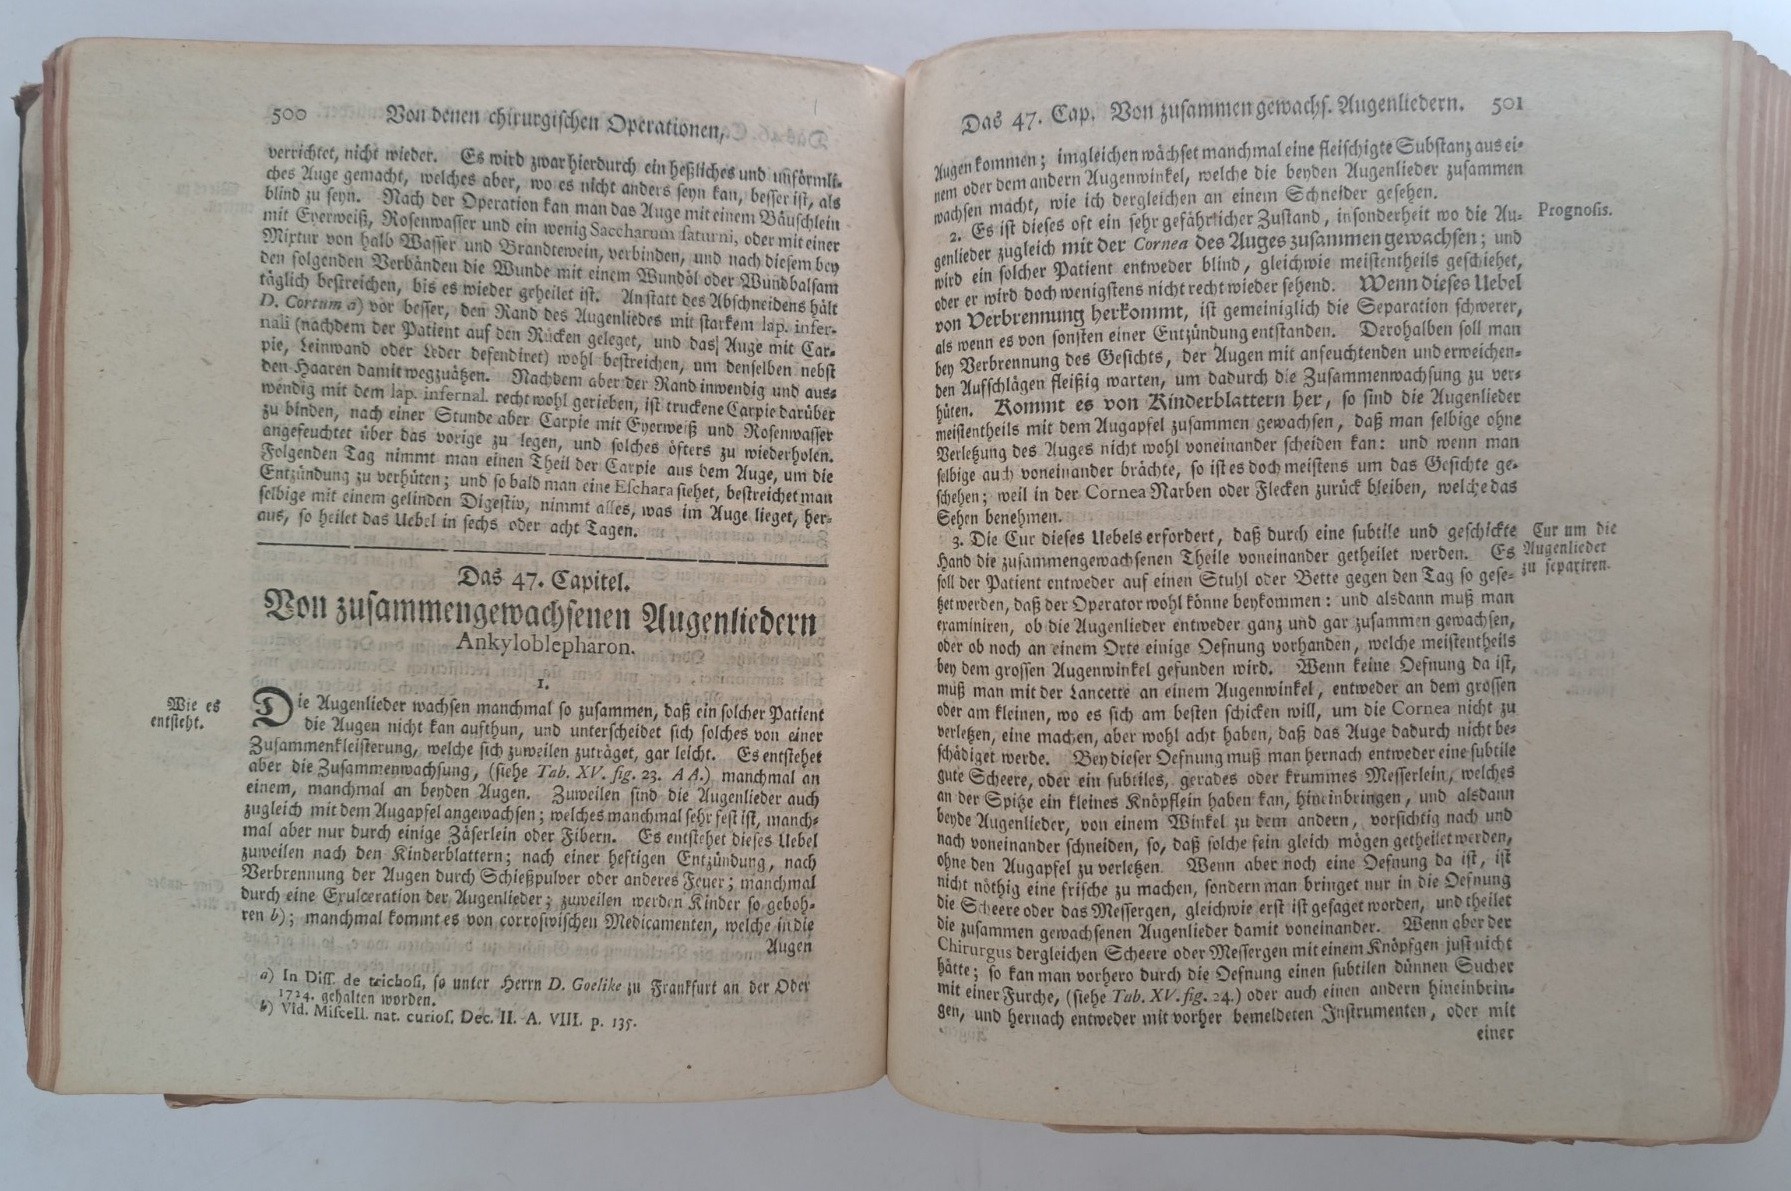 500 Von denen chirurgischen Operationen,
verrichtet, nicht wieder. Es wird zwar hierdurch ein heßliches und unförmli-
ches Auge gemacht, welches aber, wo es nicht anders seyn kan, besser ist, als
blind zu seyn. Nach der Operation kan man das Auge mit einem Bäuschlein
mit Eyerweiß, Rosenwasser und ein wenig Saccharum saturni, oder mit einer
Mixtur von halb Wasser und Brandtewein, verbinden, und nach diesem bey
den folgenden Verbänden die Wunde mit einem Wundöl oder Wundbalsam
täglich bestreichen, bis es wieder geheilet ist. Anstatt des Abschneidens hält
D. Cortum a) vor besser, den Rand des Augenliedes mit starkem lap. infer-
nali (nachdem der Patient auf den Rücken geleget, und das Auge mit Car-
pie, Leinwand oder Leder defendiret) wohl bestreichen, um denselben nebst
den Haaren damit wegzuätzen. Nachdem aber der Rand inwendig und aus-
wendig mit dem lap. infernal. recht wohl gerieben, ist truckene Carpie darüber
zu binden, nach einer Stunde aber Carpie mit Eyerweiß und Rosenwasser
angefeuchtet über das vorige zu legen, und solches öfters zu wiederholen.
Folgenden Tag nimmt man einen Theil der Carpie aus dem Auge, um die
Entzündung zu verhüten; und so bald man eine Eschara siehet, bestreichet man
selbige mit einem gelinden Digestiv, nimmt alles, was im Auge lieget, her-
aus, so heilet das Uebel in sechs oder acht Tagen.
Das 47. Capitel.
Von zusammengewachsenen Augenliedern
Ankyloblepharon.
1.
Wie es
entsteht.
Die Augenlieder wachsen manchmal so zusammen, daß ein solcher Patient
die Augen nicht kan aufthun, und unterscheidet sich solches von einer
Zusammenkleisterung, welche sich zuweilen zuträget, gar leicht. Es entstehet
aber die Zusammenwachsung, (siehe Tab. XV. fig. 23. A A.) manchmal an
einem, manchmal an beyden Augen. Zuweilen sind die Augenlieder auch
zugleich mit dem Augapfel angewachsen; welches manchmal sehr fest ist, manch-
mal aber nur durch einige Zäserlein oder Fibern. Es entstehet dieses Uebel
zuweilen nach den Kinderblattern; nach einer heftigen Entzündung, nach
Verbrennung der Augen durch Schießpulver oder anderes Feuer; manchmal
durch eine Exulceration der Augenlieder; zuweilen werden Kinder so geboh-
ren b); manchmal kommt es von corrosivischen Medicamenten, welche in die
Augen
a) In Diss. de trichosi, so unter Herrn D. Goelike zu Frankfurt an der Oder
1724. gehalten worden.
b) Vid. Miscell. nat. curios. Dec. II. A. VIII. p. 135.
Das 47. Cap. Von zusammen gewachs. Augenliedern. 501
Augen kommen; imgleichen wächset manchmal eine fleischigte Substanz aus ei-
nem oder dem andern Augenwinkel, welche die beyden Augenlieder zusammen
wachsen macht, wie ich dergleichen an einem Schneider gesehen.
2. Es ist dieses oft ein sehr gefährlicher Zustand, insonderheit wo die Au-
genlieder zugleich mit der Cornea des Auges zusammen gewachsen; und
wird ein solcher Patient entweder blind, gleichwie meistentheils geschiehet,
oder er wird doch wenigstens nicht recht wieder sehend. Wenn dieses Uebel
von Verbrennung herkommt, ist gemeiniglich die Separation schwerer,
als wenn es von sonsten einer Entzündung entstanden. Derohalben soll man
bey Verbrennung des Gesichts, der Augen mit anfeuchtenden und erweichen-
den Aufschlägen fleißig warten, um dadurch die Zusammenwachsung zu ver-
hüten. Kommt es von Kinderblattern her, so sind die Augenlieder
meistentheils mit dem Augapfel zusammen gewachsen, daß man selbige ohne
Verletzung des Auges nicht wohl voneinander scheiden kan: und wenn man
selbige auch voneinander brächte, so ist es doch meistens um das Gesichte ge-
schehen; weil in der Cornea Narben oder Flecken zurück bleiben, welche das
Sehen benehmen.
Prognosis.
3. Die Cur dieses Uebels erfordert, daß durch eine subtile und geschickte
Hand die zusammengewachsenen Theile voneinander getheilet werden. Es
soll der Patient entweder auf einen Stuhl oder Bette gegen den Tag so gese-
tzet werden, daß der Operator wohl könne beykommen: und alsdann muß man
examiniren, ob die Augenlieder entweder ganz und gar zusammen gewachsen,
oder ob noch an einem Orte einige Oefnung vorhanden, welche meistentheils
bey dem grossen Augenwinkel gefunden wird. Wenn keine Oefnung da ist,
muß man mit der Lancette an einem Augenwinkel, entweder an dem grossen
oder am kleinen, wo es sich am besten schicken will, um die Cornea nicht zu
verletzen, eine machen, aber wohl acht haben, daß das Auge dadurch nicht be-
schädiget werde. Bey dieser Oefnung muß man hernach entweder eine subtile
gute Scheere, oder ein subtiles, gerades oder krummes Messerlein, welches
an der Spitze ein kleines Knöpflein haben kan, hineinbringen, und alsdann
beyde Augenlieder, von einem Winkel zu dem andern, vorsichtig nach und
nach voneinander schneiden, so, daß solche fein gleich mögen getheilet werden,
ohne den Augapfel zu verletzen. Wenn aber noch eine Oefnung da ist, ist
nicht nöthig eine frische zu machen, sondern man bringet nur in die Oefnung
die Scheere oder das Messergen, gleichwie erst ist gesaget worden, und theilet
die zusammen gewachsenen Augenlieder damit voneinander. Wenn aber der
Chirurgus dergleichen Scheere oder Messergen mit einem Knöpfgen just nicht
hätte; so kan man vorhero durch die Oefnung einen subtilen dünnen Sucher
mit einer Furche, (siehe Tab. XV. fig. 24.) oder auch einen andern hineinbrin-
gen, und hernach entweder mit vorher bemeldeten Instrumenten, oder mit
einer
Cur um die
Augenlieder
zu separiren.